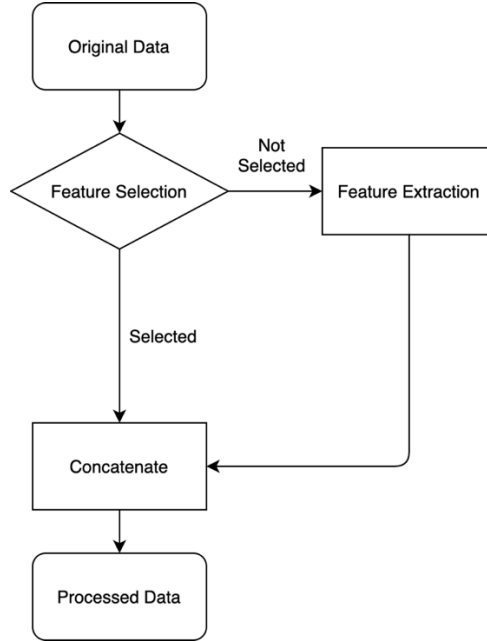 Original Data
Not
Selected
Feature Selection
Feature Extraction
Selected
Concatenate
Processed Data